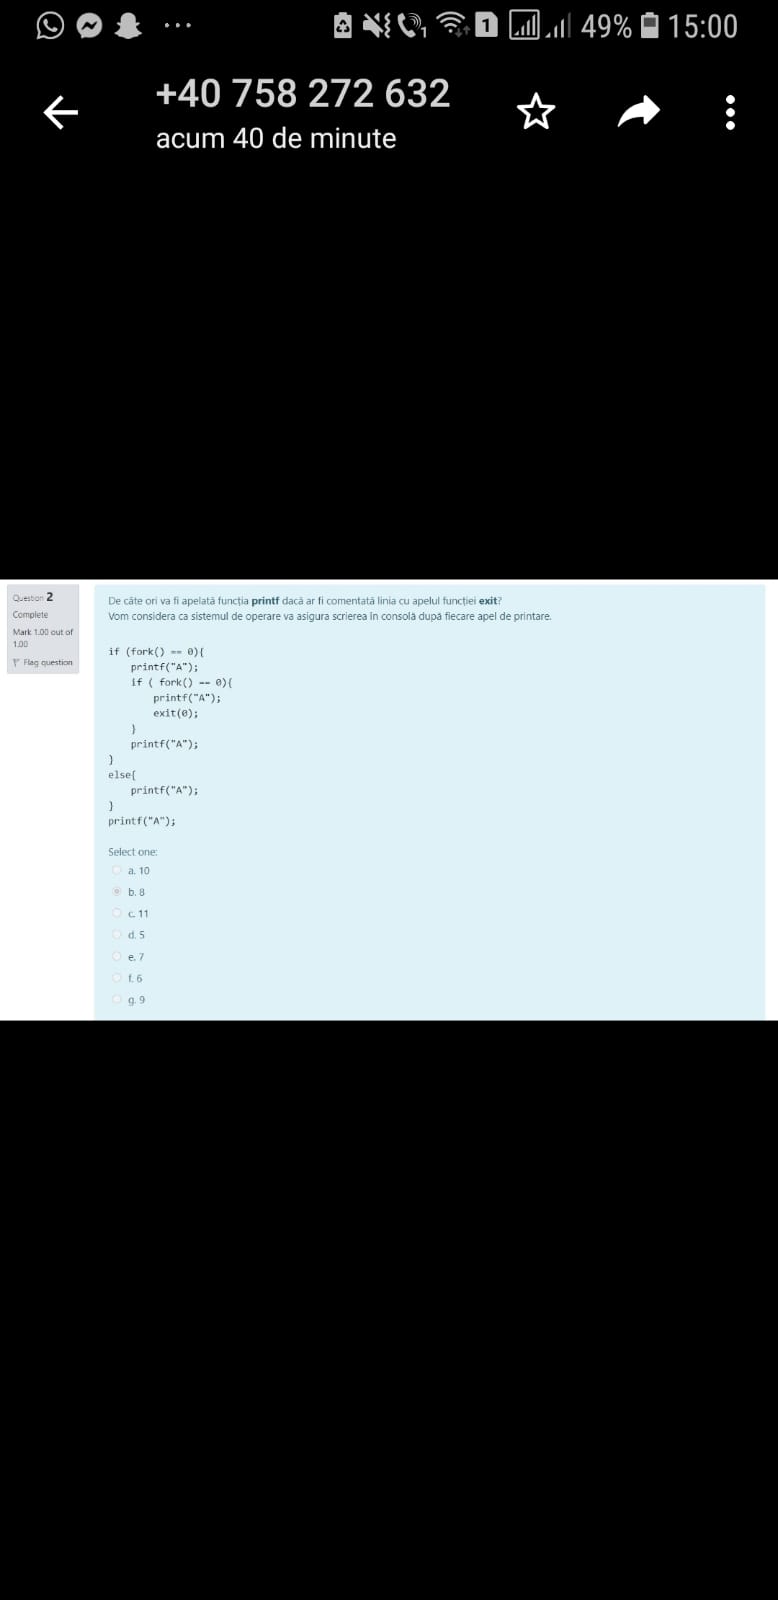 49% 15:00
+40 758 272 632
acum 40 de minute
Question 2
Complete
Mark 1.00 out of
1.00
Flag question
De câte ori va fi apelată funcția printf dacă ar fi comentată linia cu apelul funcției exit?
Vom considera ca sistemul de operare va asigura scrierea în consolă după fiecare apel de printare.
if (fork() == 0){
printf("A");
if ( fork() == 0){
printf("A");
exit(0);
}
printf("A");
}
else{
printf("A");
}
printf("A");
Select one:
a. 10
b. 8
c. 11
d. 5
e. 7
f. 6
g. 9